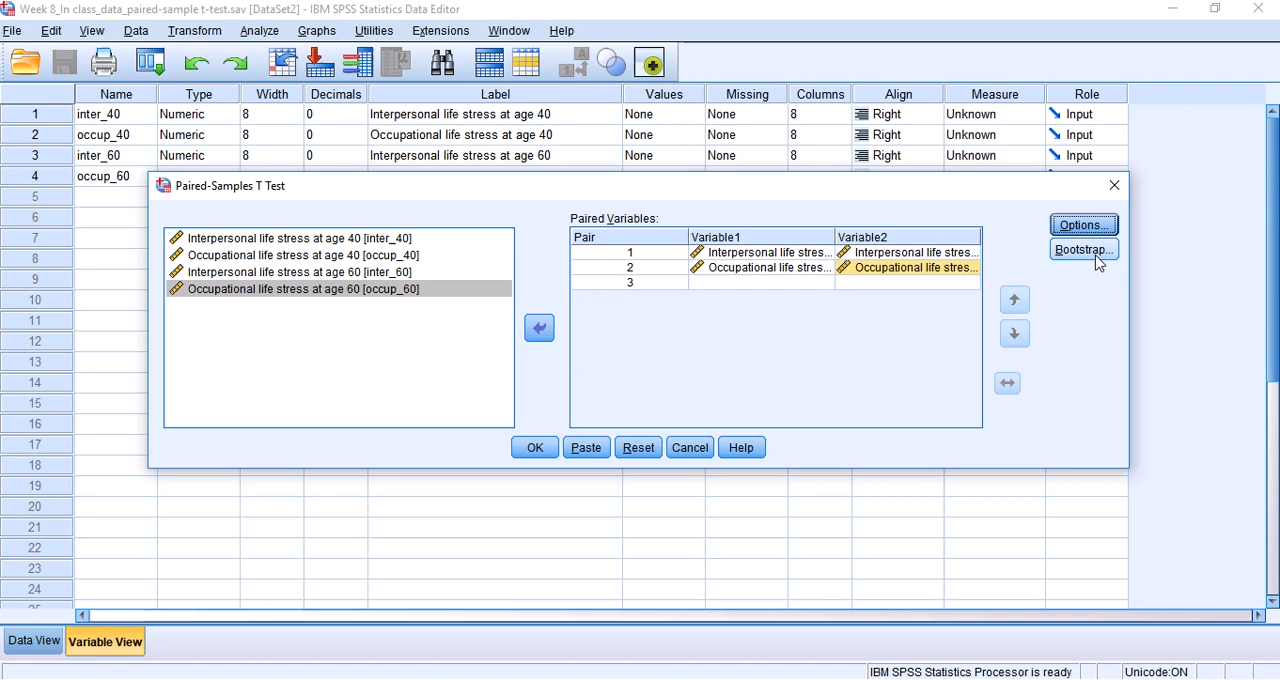 Week 8_In class_data_paired-sample t-test.sav [DataSet2] - IBM SPSS Statistics Data Editor
File Edit View Data Transform Analyze Graphs Utilities Extensions Window Help
Name Type Width Decimals Label Values Missing Columns Align Measure Role
1 inter_40 Numeric 8 0 Interpersonal life stress at age 40 None None 8 Right Unknown Input
2 occup_40 Numeric 8 0 Occupational life stress at age 40 None None 8 Right Unknown Input
3 inter_60 Numeric 8 0 Interpersonal life stress at age 60 None None 8 Right Unknown Input
4 occup_60
5
6
7
8
9
10
11
12
13
14
15
16
17
18
19
20
21
22
23
24
25
Paired-Samples T Test
Interpersonal life stress at age 40 [inter_40]
Occupational life stress at age 40 [occup_40]
Interpersonal life stress at age 60 [inter_60]
Occupational life stress at age 60 [occup_60]
Paired Variables:
Pair Variable1 Variable2
1 Interpersonal life stres... Interpersonal life stres...
2 Occupational life stres... Occupational life stres...
3
Options...
Bootstrap...
OK Paste Reset Cancel Help
Data View Variable View
IBM SPSS Statistics Processor is ready Unicode:ON